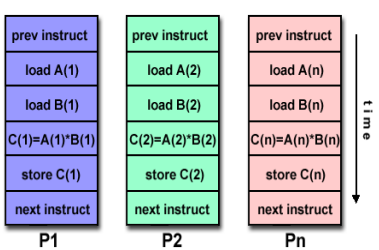 prev instruct
load A(1)
load B(1)
C(1)=A(1)*B(1)
store C(1)
next instruct
P1
prev instruct
load A(2)
load B(2)
C(2)=A(2)*B(2)
store C(2)
next instruct
P2
prev instruct
load A(n)
load B(n)
C(n)=A(n)*B(n)
store C(n)
next instruct
Pn
time